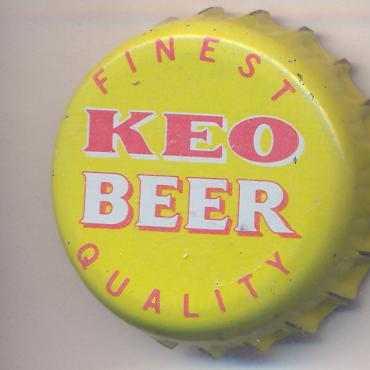 FINEST
KEO
BEER
QUALITY